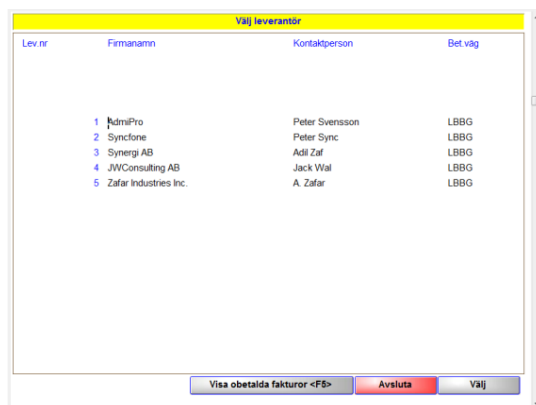 Välj leverantör
Lev.nr Firmanamn Kontaktperson Bet.väg
1 AdmiPro Peter Svensson LBBG
2 Syncfone Peter Sync LBBG
3 Synergi AB Adil Zaf LBBG
4 JWConsulting AB Jack Wal LBBG
5 Zafar Industries Inc. A. Zafar LBBG
Visa obetalda fakturor <F5> Avsluta Välj